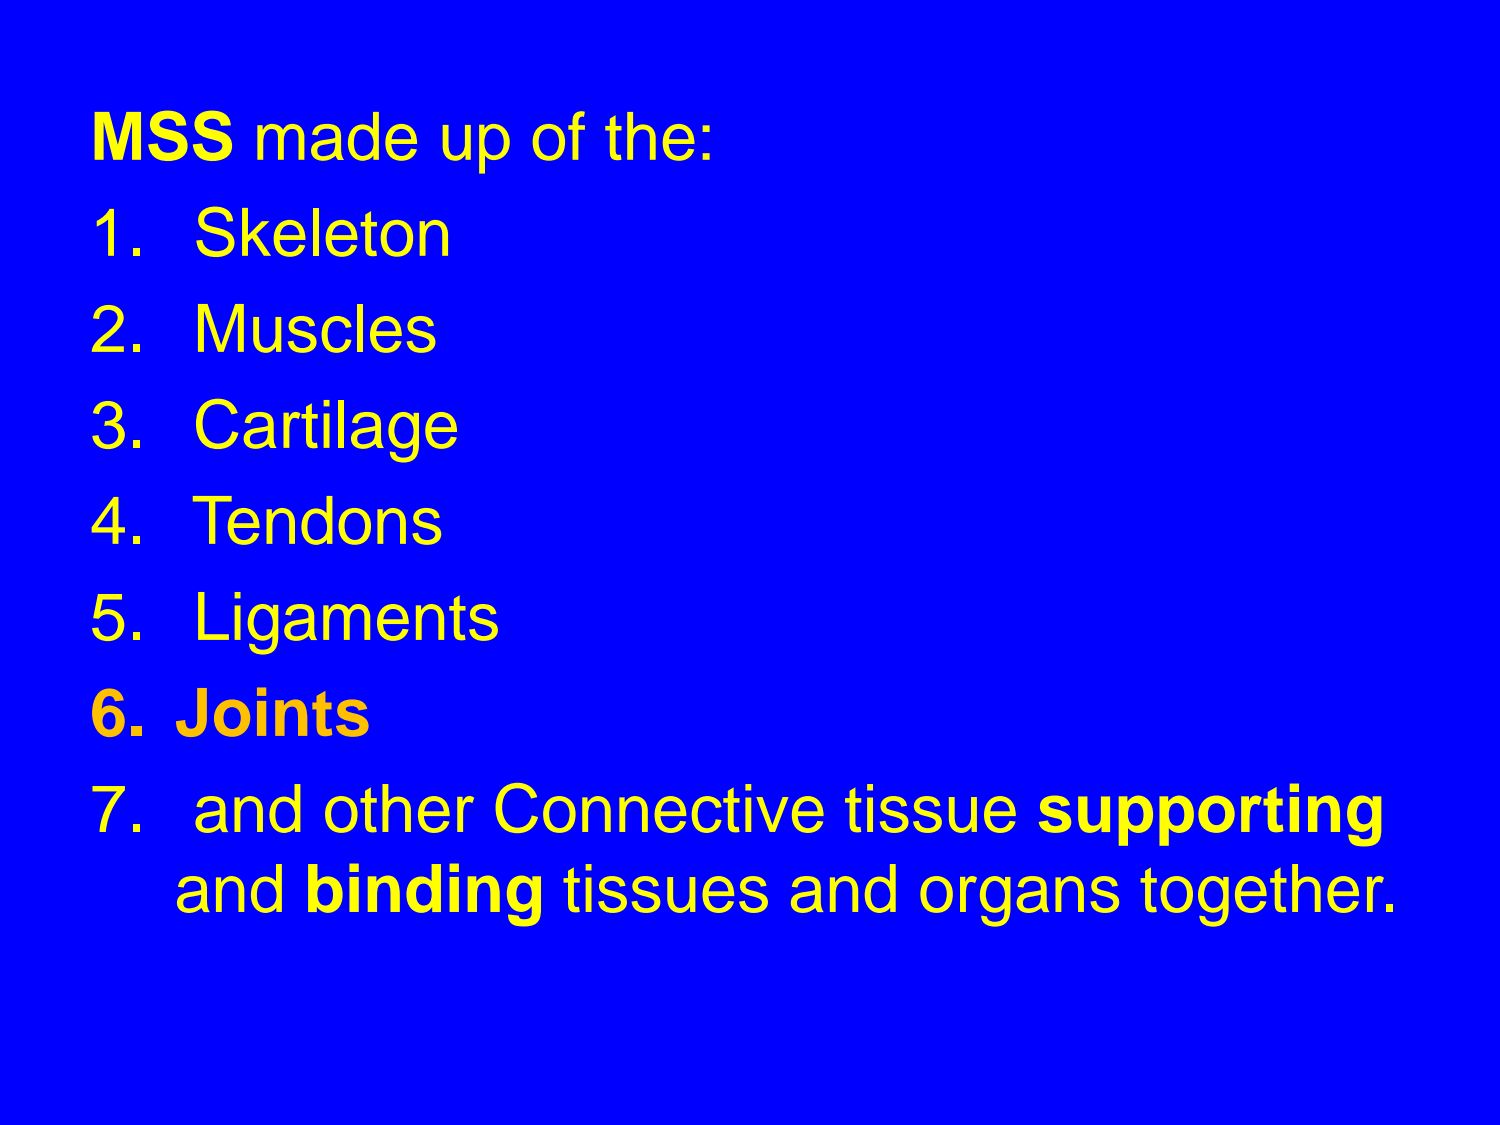 MSS made up of the:
1. Skeleton
2. Muscles
3. Cartilage
4. Tendons
5. Ligaments
6. Joints
7. and other Connective tissue supporting
and binding tissues and organs together.